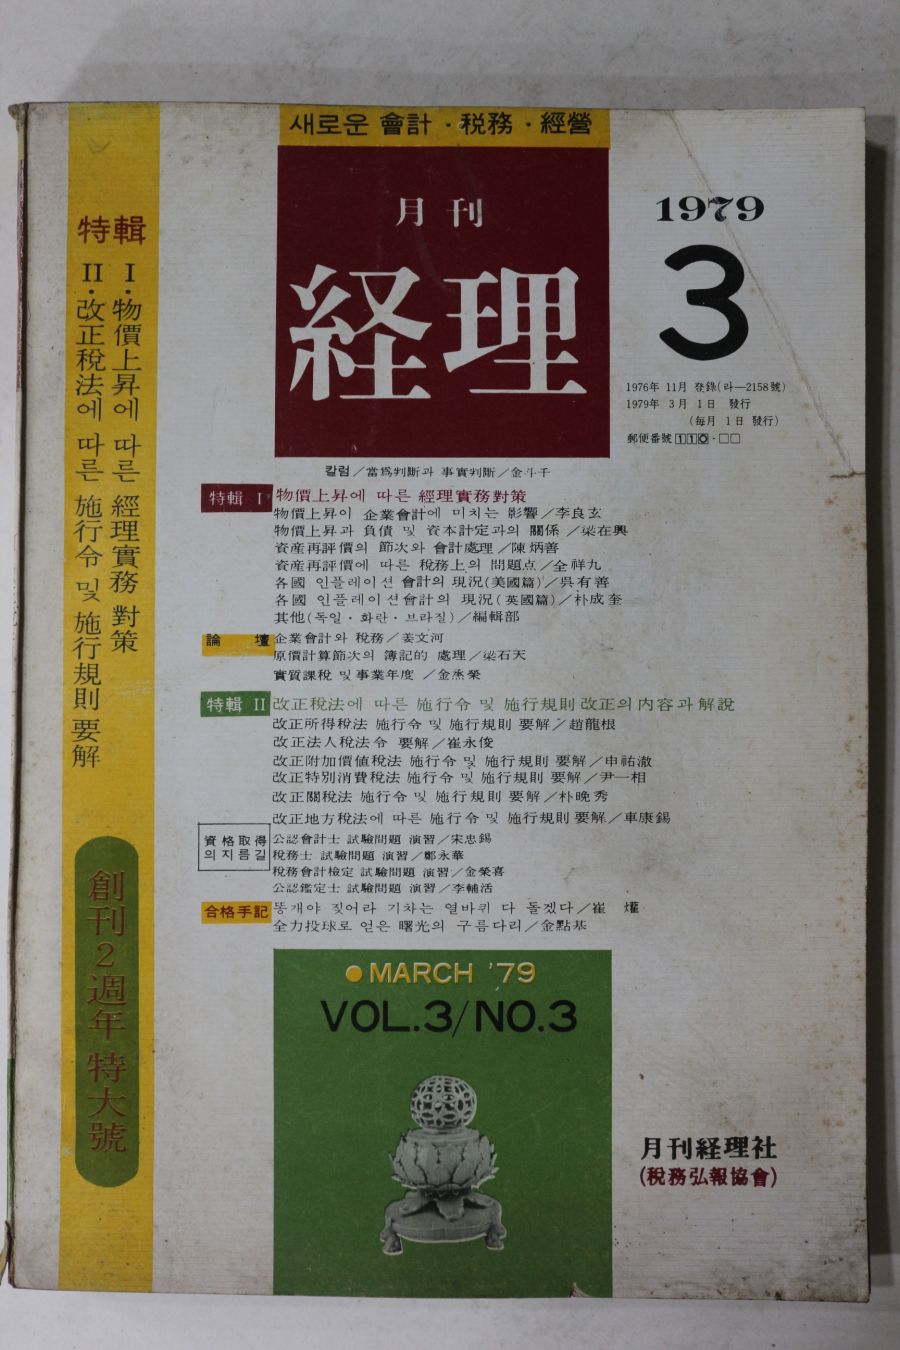 새로운 會計·税務·經營
月刊
経理
1979
3
1976年 11月 登錄(라—2158號)
1979年 3月 1日 發行
(毎月 1日 發行)
郵便番號 110-□□
特輯
I·物價上昇에 따른 經理實務對策
II·改正稅法에 따른 施行令 및 施行規則 要解
創刊2週年 特大號
칼럼/當爲判斷과 事實判斷/金斗千
特輯 I 物價上昇에 따른 經理實務對策
物價上昇이 企業會計에 미치는 影響/李良玄
物價上昇과 負債 및 資本計定과의 關係/梁在興
資産再評價의 節次와 會計處理/陳炳善
資産再評價에 따른 稅務上의 問題点/全祥九
各國 인플레이션 會計의 現況(美國篇)/吳有善
各國 인플레이션會計의 現況(英國篇)/朴成奎
其他(독일·화란·브라질)/編輯部
論壇 企業會計와 稅務/姜文河
原價計算節次의 簿記的 處理/梁石天
實質課稅 및 事業年度/金烝榮
特輯 II 改正稅法에 따른 施行令 및 施行規則 改正의 内容과 解說
改正所得稅法 施行令 및 施行規則 要解/趙龍根
改正法人稅法令 要解/崔永俊
改正附加價値稅法 施行令 및 施行規則 要解/申祐澈
改正特別消費稅法 施行令 및 施行規則 要解/尹一相
改正關稅法 施行令 및 施行規則 要解/朴晩秀
改正地方稅法에 따른 施行令 및 施行規則 要解/車康錫
資格取得의 지름길 公認會計士 試驗問題 演習/宋忠錫
稅務士 試驗問題 演習/鄭永華
稅務會計檢定 試驗問題 演習/金榮喜
公認鑑定士 試驗問題 演習/李輔活
合格手記 똥개야 짖어라 기차는 열바퀴 다 돌겠다/崔 爟
全力投球로 얻은 曙光의 구름다리/金點基
MARCH '79
VOL.3/NO.3
月刊経理社
(稅務弘報協會)